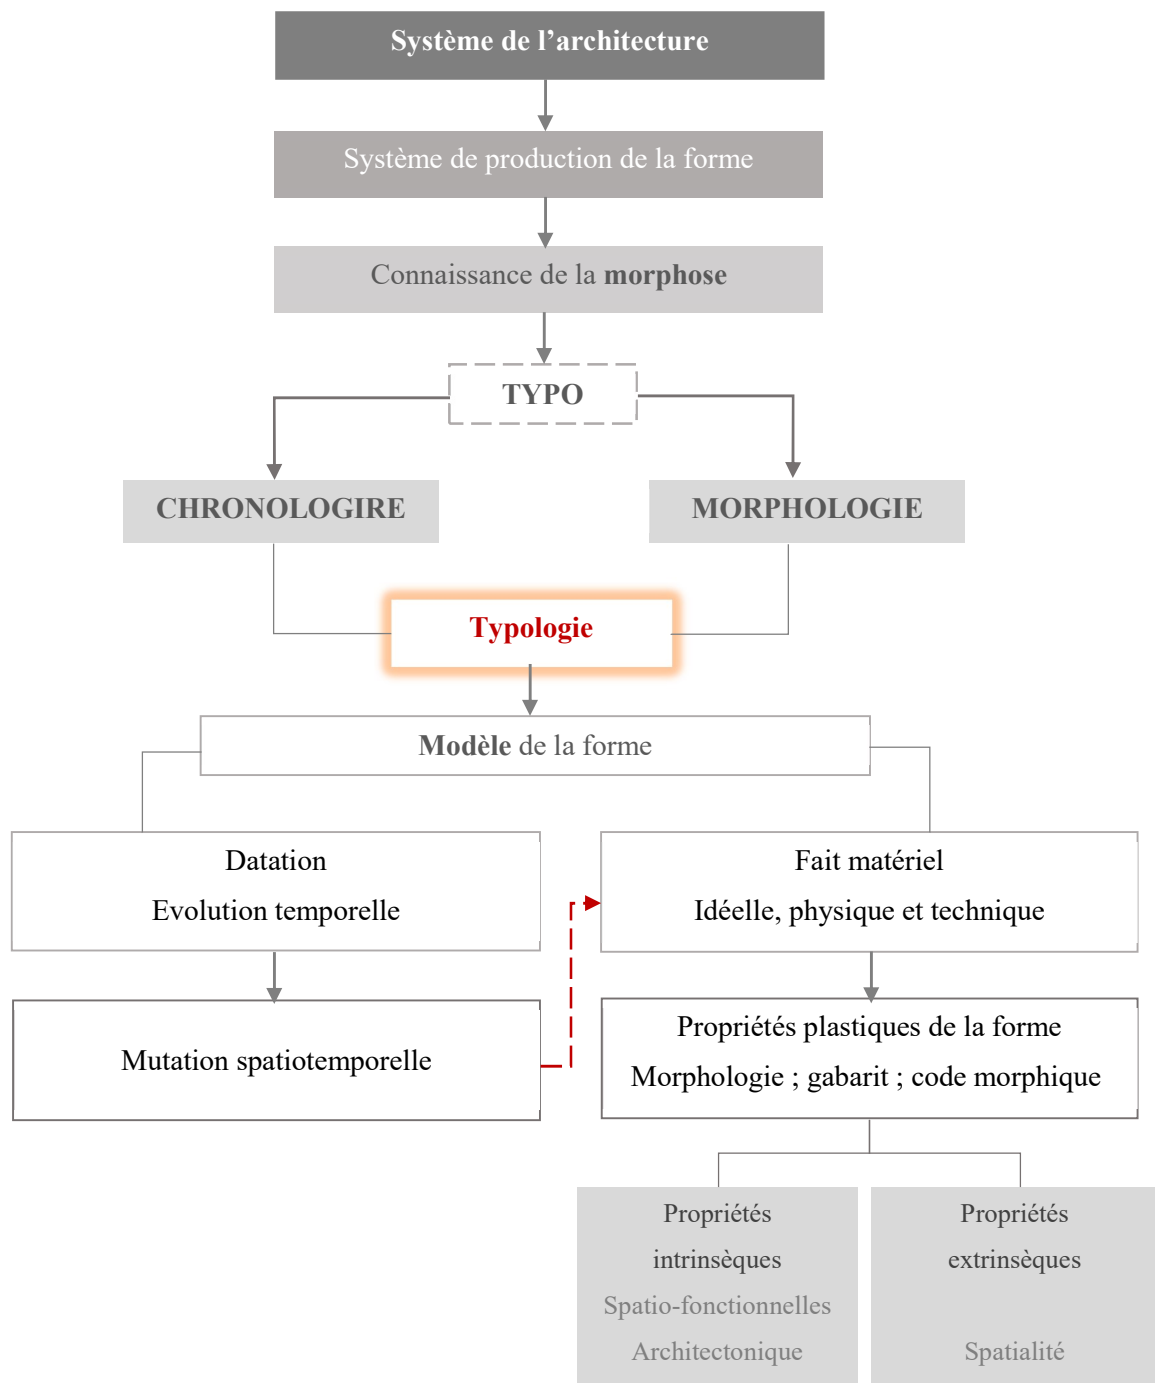 Système de l’architecture
Système de production de la forme
Connaissance de la morphose
TYPO
CHRONOLOGIRE
MORPHOLOGIE
Typologie
Modèle de la forme
Datation
Evolution temporelle
Fait matériel
Idéelle, physique et technique
Mutation spatiotemporelle
Propriétés plastiques de la forme
Morphologie ; gabarit ; code morphique
Propriétés
intrinsèques
Spatio-fonctionnelles
Architectonique
Propriétés
extrinsèques
Spatialité